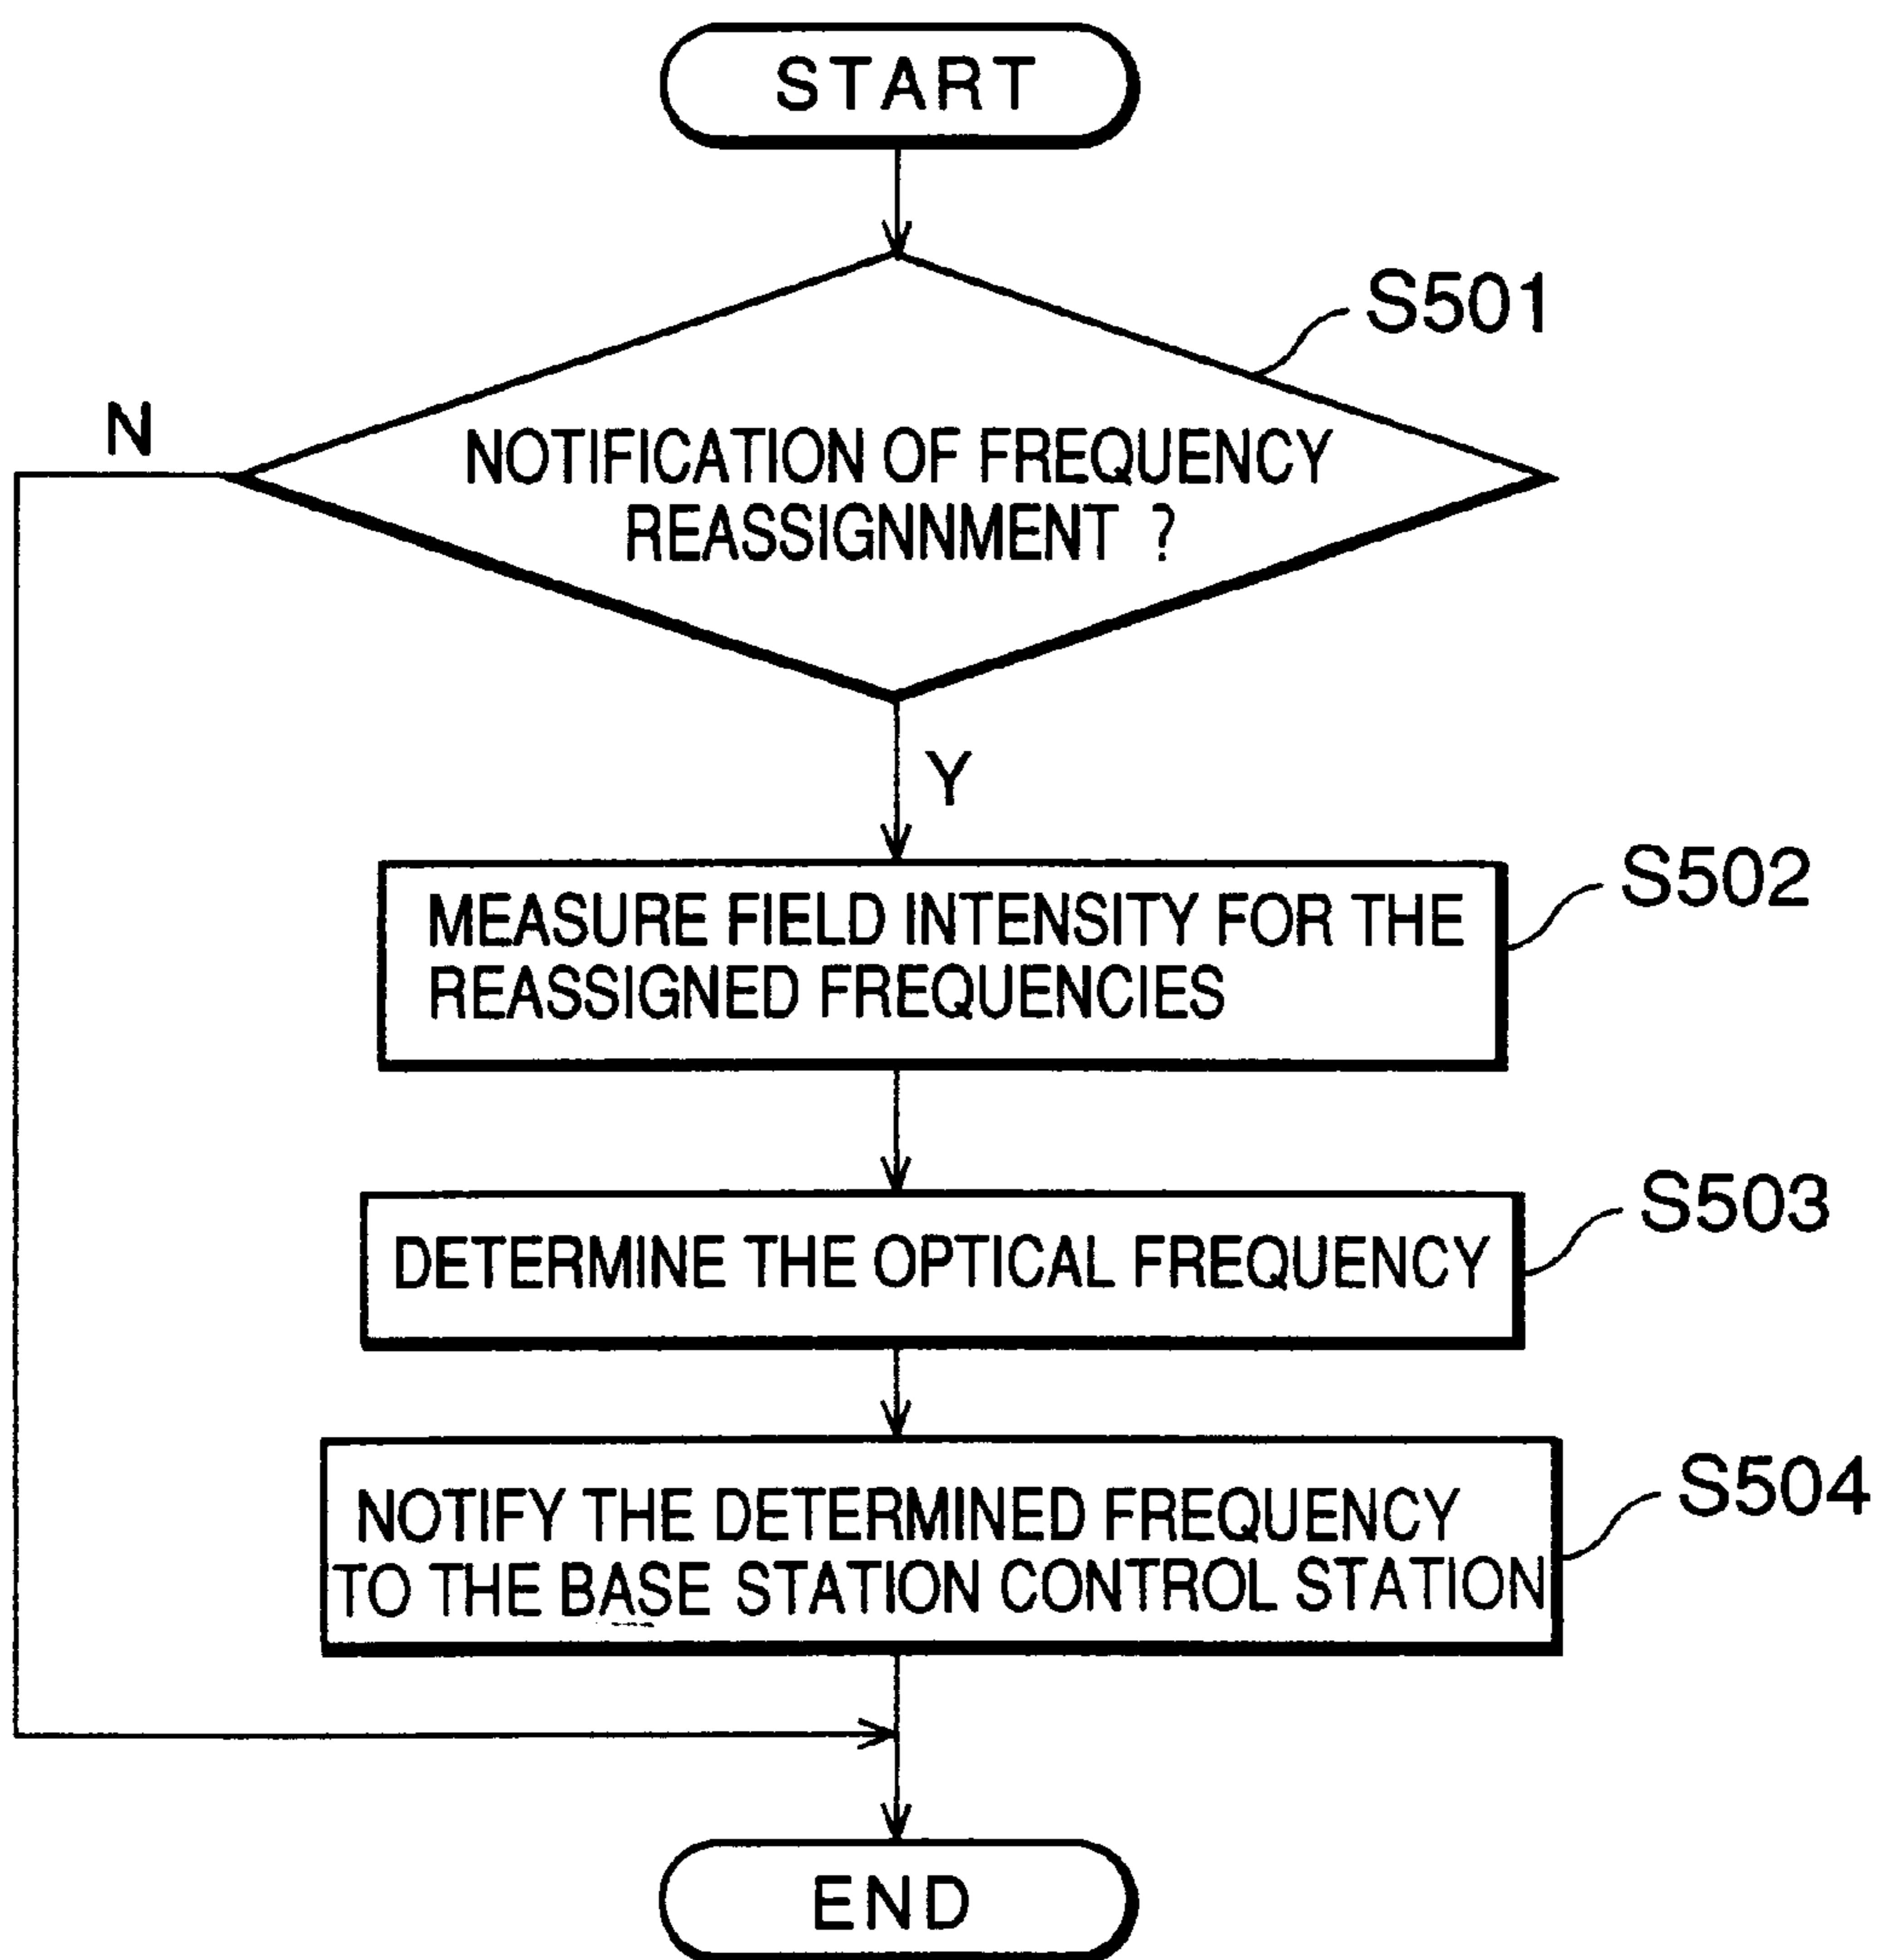 START
S501
N
NOTIFICATION OF FREQUENCY
REASSIGNNMENT ?
Y
S502
MEASURE FIELD INTENSITY FOR THE
REASSIGNED FREQUENCIES
S503
DETERMINE THE OPTICAL FREQUENCY
S504
NOTIFY THE DETERMINED FREQUENCY
TO THE BASE STATION CONTROL STATION
END